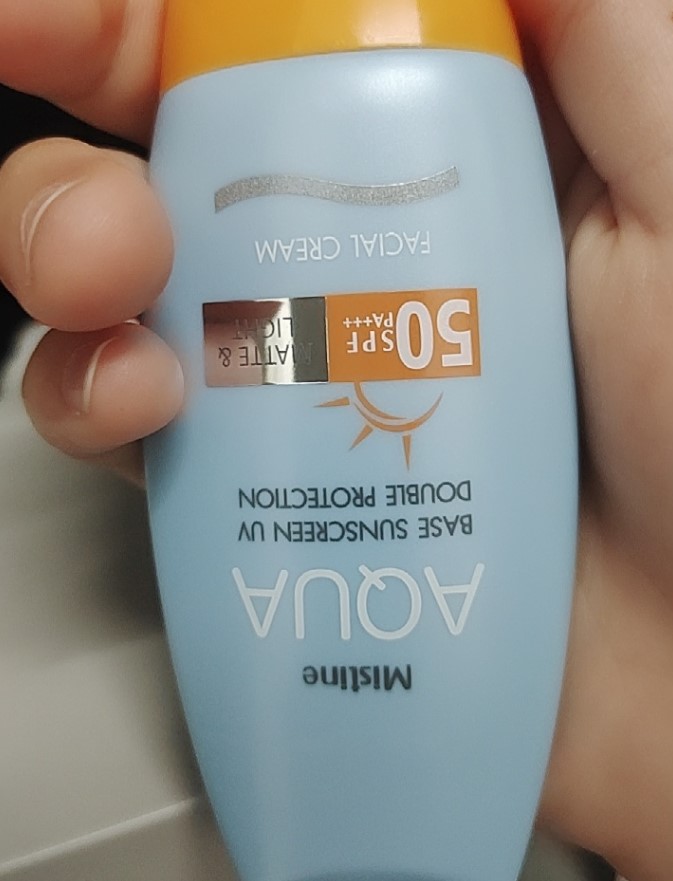 Mistine
AQUA
BASE SUNSCREEN UV
DOUBLE PROTECTION
50 SPF PA+++
MATTE & LIGHT
FACIAL CREAM